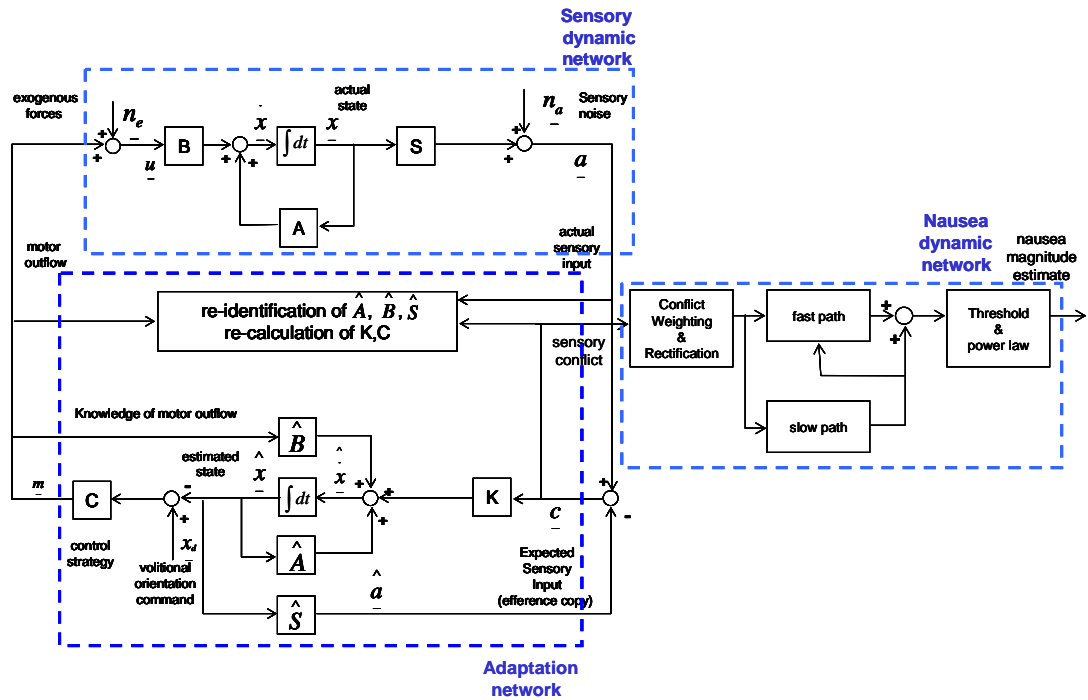 Sensory
dynamic
network
exogenous
forces
n_e
actual
state
n_a
Sensory
noise
+
+
u
B
+
+
ẋ
∫dt
x
S
+
+
a
A
motor
outflow
actual
sensory
input
Nausea
dynamic
network
nausea
magnitude
estimate
re-identification of Â, B̂, Ŝ
re-calculation of K,C
sensory
conflict
Conflict
Weighting
&
Rectification
fast path
+
+
Threshold
&
power law
slow path
Knowledge of motor outflow
B̂
estimated
state
x̂
x̂̇
m
C
-
+
∫dt
+
+
+
K
c
+
-
control
strategy
x_d
volitional
orientation
command
Â
â
Expected
Sensory
Input
(efference copy)
Ŝ
Adaptation
network